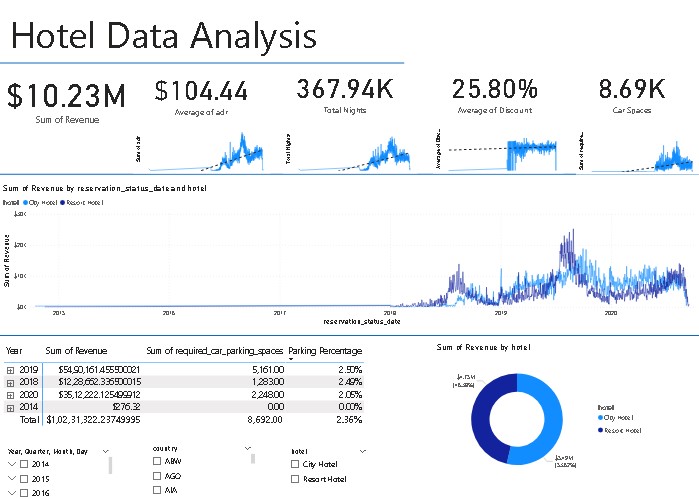 Hotel Data Analysis
$10.23M
Sum of Revenue
$104.44
Average of adr
367.94K
Total Nights
25.80%
Average of Discount
8.69K
Car Spaces
Sum of adr
Total Nights
Average of Disc...
Sum of require...
Sum of Revenue by reservation_status_date and hotel
hotel City Hotel Resort Hotel
Sum of Revenue
$30K
$20K
$10K
$0K
2015 2016 2017 2018 2019 2020
reservation_status_date
Year Sum of Revenue Sum of required_car_parking_spaces Parking Percentage
2019 $54,90,161.455500021 5,161.00 2.50%
2018 $12,28,652.336500015 1,283.00 2.49%
2020 $35,12,222.125499912 2,248.00 2.05%
2014 $276.32 0.00 0.00%
Total $1,02,31,322.23749995 8,692.00 2.36%
Sum of Revenue by hotel
hotel
City Hotel
Resort Hotel
Year, Quarter, Month, Day
2014
2015
2016
country
ABW
AGO
AIA
hotel
City Hotel
Resort Hotel